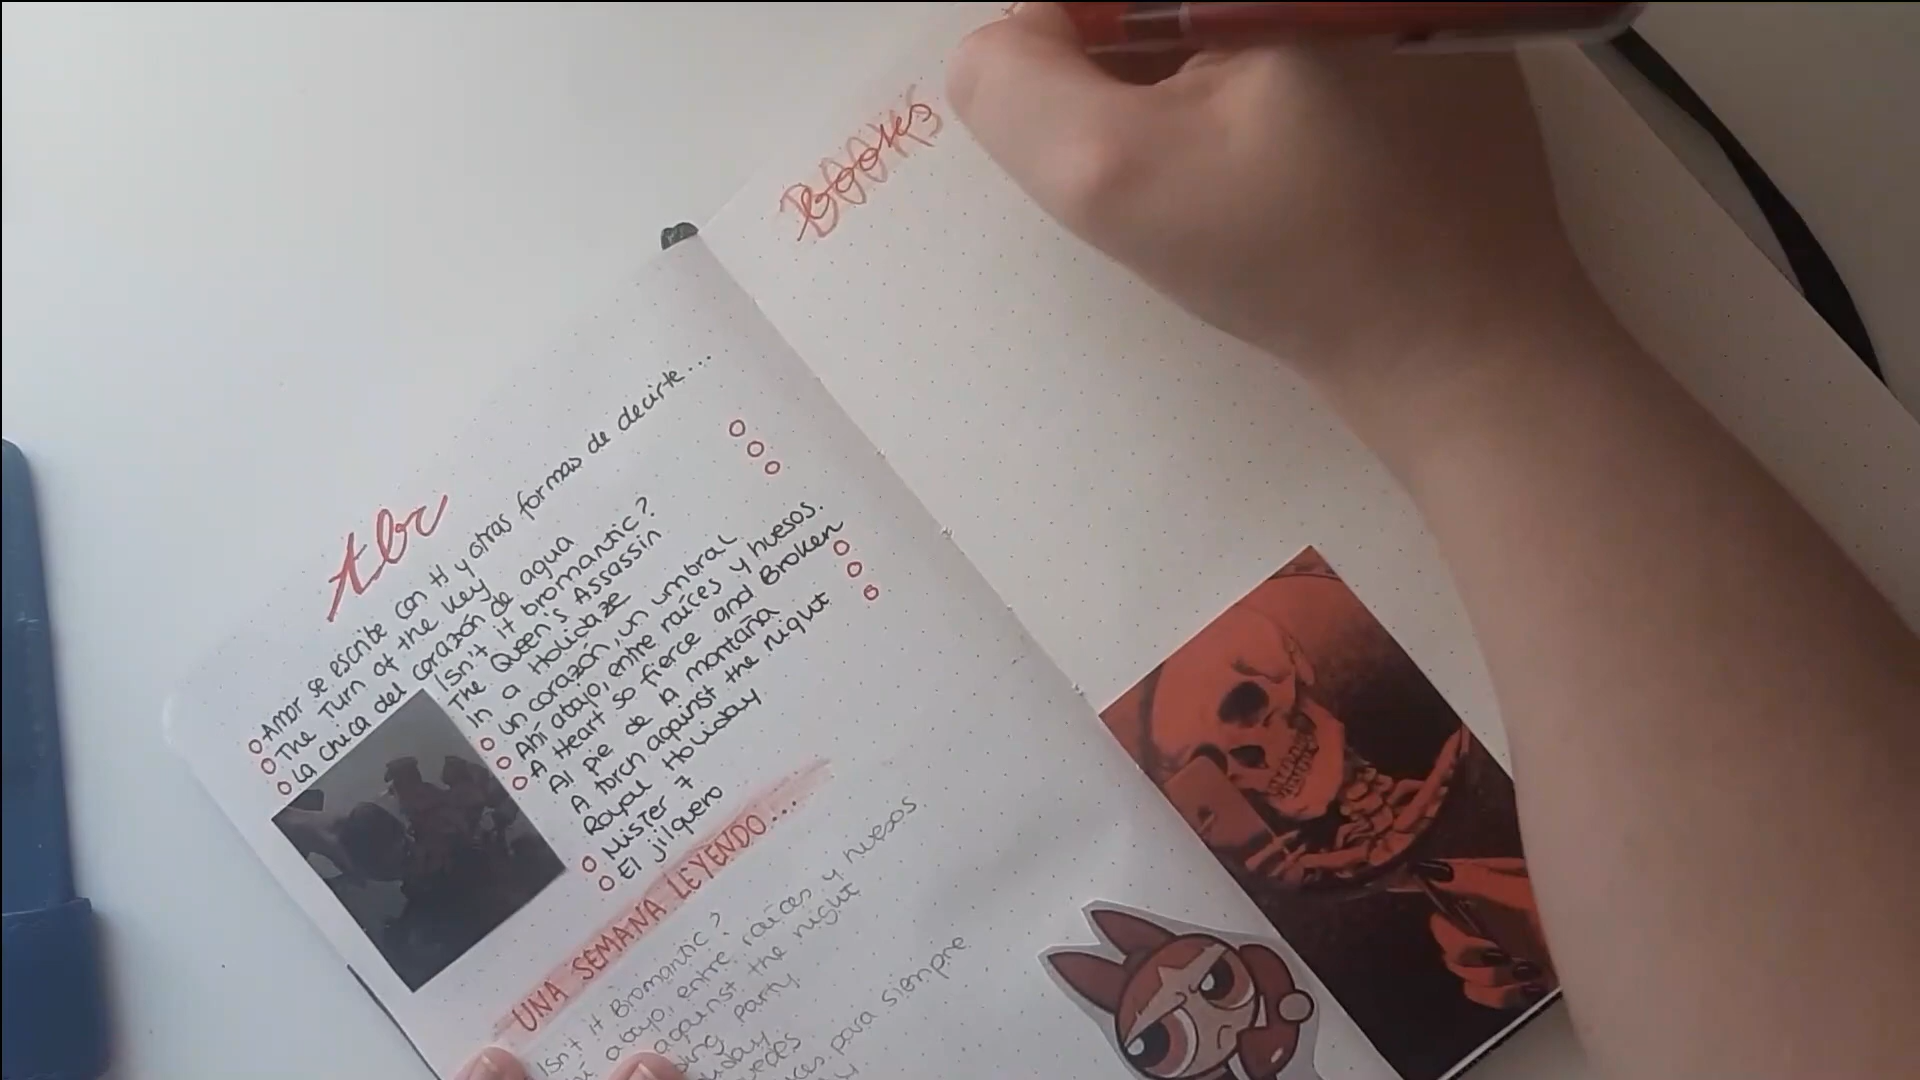 tbr
Amor se escribe con H y otras formas de decirte...
The Turn of the key
La chica del corazón de agua
Isn't it bromantic?
The Queen's Assassin
In a Holidaze
Un corazón, un umbral
Ahí abajo, entre raíces y huesos.
A Heart so fierce and Broken
Al pie de la montaña
A torch against the night
Royal Holiday
Mister 7
El jilguero
UNA SEMANA LEYENDO...
Isn't it Bromantic?
abajo, entre raíces y huesos
against the night
party
para siempre
BOOKS
books